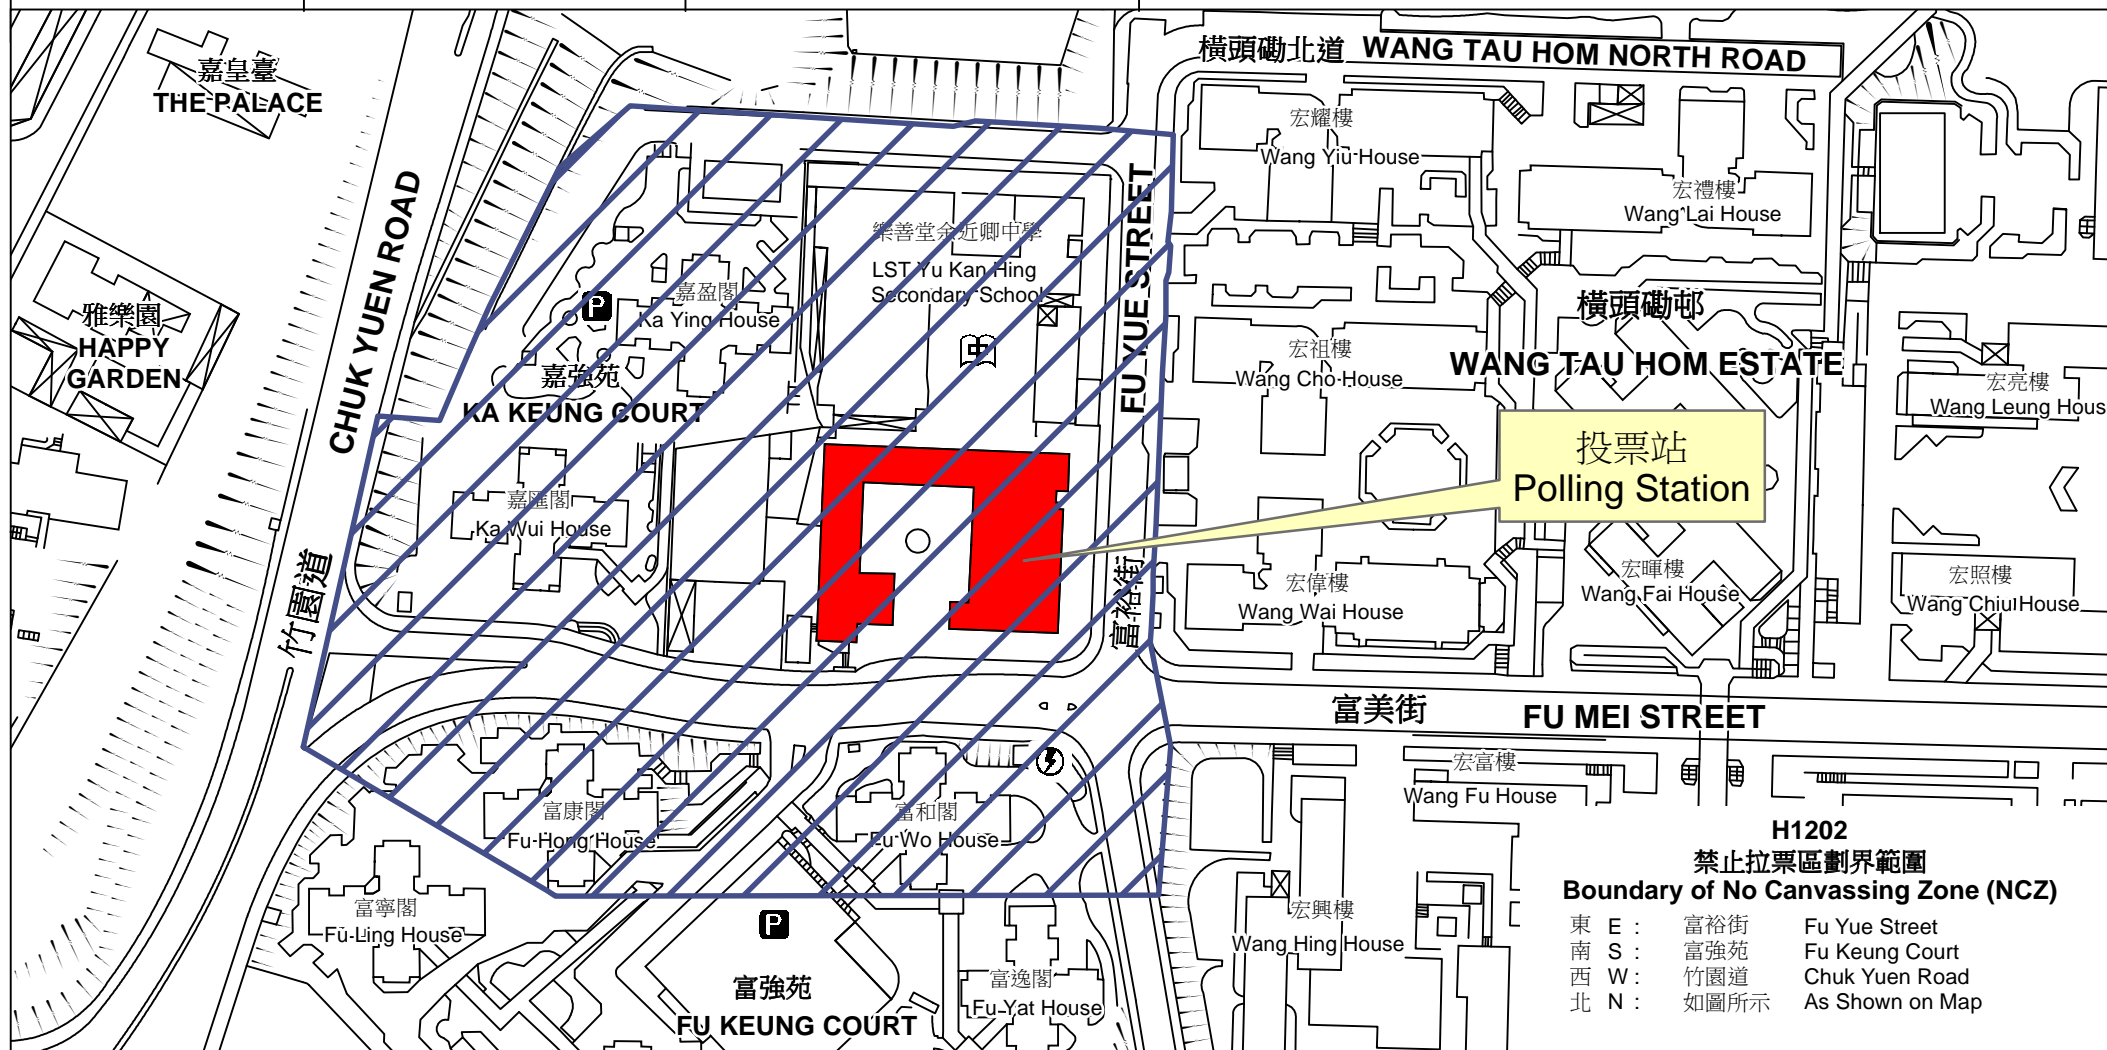 橫頭磡北道 WANG TAU HOM NORTH ROAD
嘉皇臺
THE PALACE
宏耀樓
Wang Yiu House
宏禮樓
Wang Lai House
CHUK YUEN ROAD
FU YUE STREET
樂善堂余近卿中學
LST Yu Kan Hing
Secondary School
中
嘉盈閣
Ka Ying House
P
雅樂園
HAPPY
GARDEN
嘉強苑
KA KEUNG COURT
橫頭磡邨
WANG TAU HOM ESTATE
宏祖樓
Wang Cho House
宏亮樓
Wang Leung Hous
投票站
Polling Station
嘉匯閣
Ka Wui House
竹園道
富裕街
宏偉樓
Wang Wai House
宏暉樓
Wang Fai House
宏照樓
Wang Chiu House
富美街 FU MEI STREET
宏富樓
Wang Fu House
富康閣
Fu Hong House
富和閣
Fu Wo House
富寧閣
Fu Ling House
P
宏興樓
Wang Hing House
富強苑
FU KEUNG COURT
富逸閣
Fu Yat House
H1202
禁止拉票區劃界範圍
Boundary of No Canvassing Zone (NCZ)
東 E : 富裕街 Fu Yue Street
南 S : 富強苑 Fu Keung Court
西 W : 竹園道 Chuk Yuen Road
北 N : 如圖所示 As Shown on Map